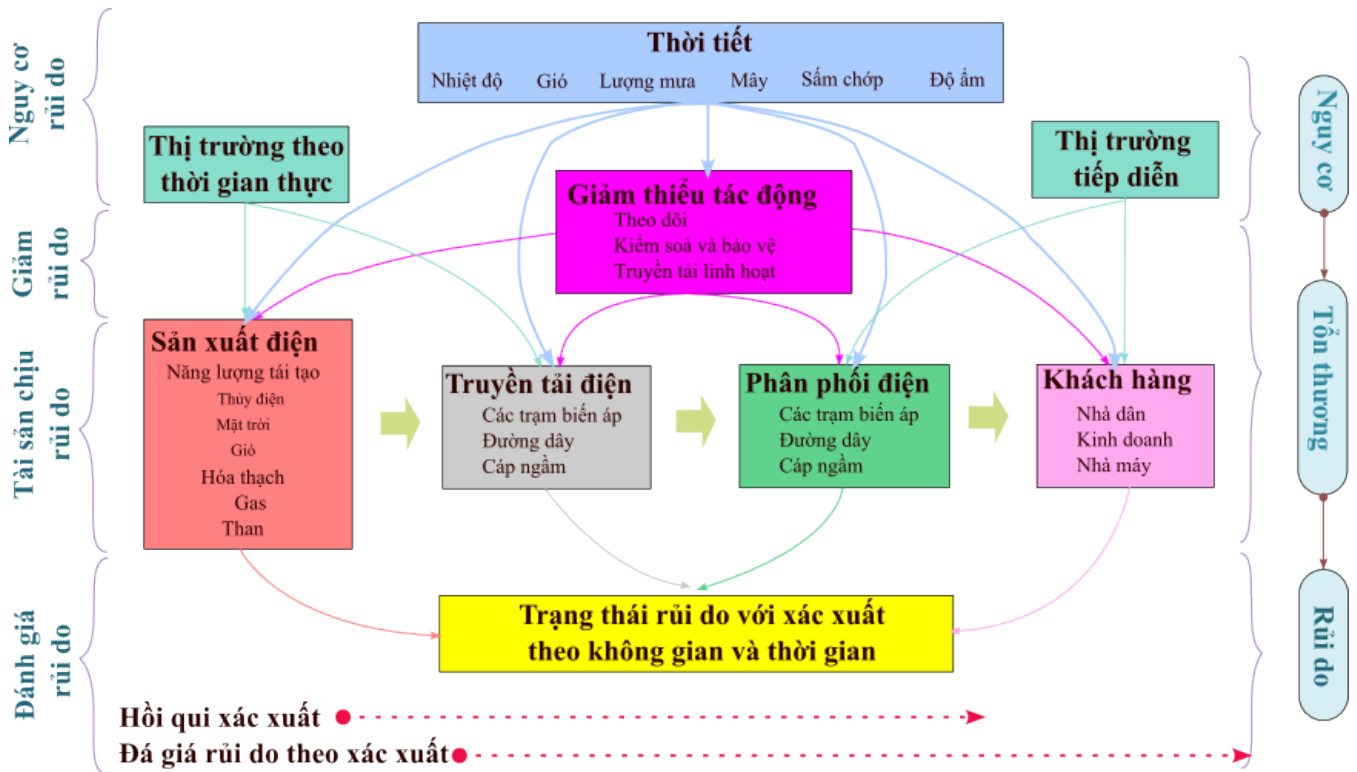 Thời tiết
Nhiệt độ Gió Lượng mưa Mây Sấm chớp Độ ẩm
Nguy cơ
rủi do
Thị trường theo
thời gian thực
Thị trường
tiếp diễn
Nguy cơ
Giảm thiểu tác động
Theo dõi
Kiểm soà và bảo vệ
Truyền tải linh hoạt
Giảm
rủi do
Tài sản chịu
rủi do
Sản xuất điện
Năng lượng tái tạo
Thủy điện
Mặt trời
Gió
Hóa thạch
Gas
Than
Truyền tải điện
Các trạm biến áp
Đường dây
Cáp ngầm
Phân phối điện
Các trạm biến áp
Đường dây
Cáp ngầm
Khách hàng
Nhà dân
Kinh doanh
Nhà máy
Tổn thương
Đánh giá
rủi do
Trạng thái rủi do với xác xuất
theo không gian và thời gian
Rủi do
Hồi qui xác xuất
Đá giá rủi do theo xác xuất